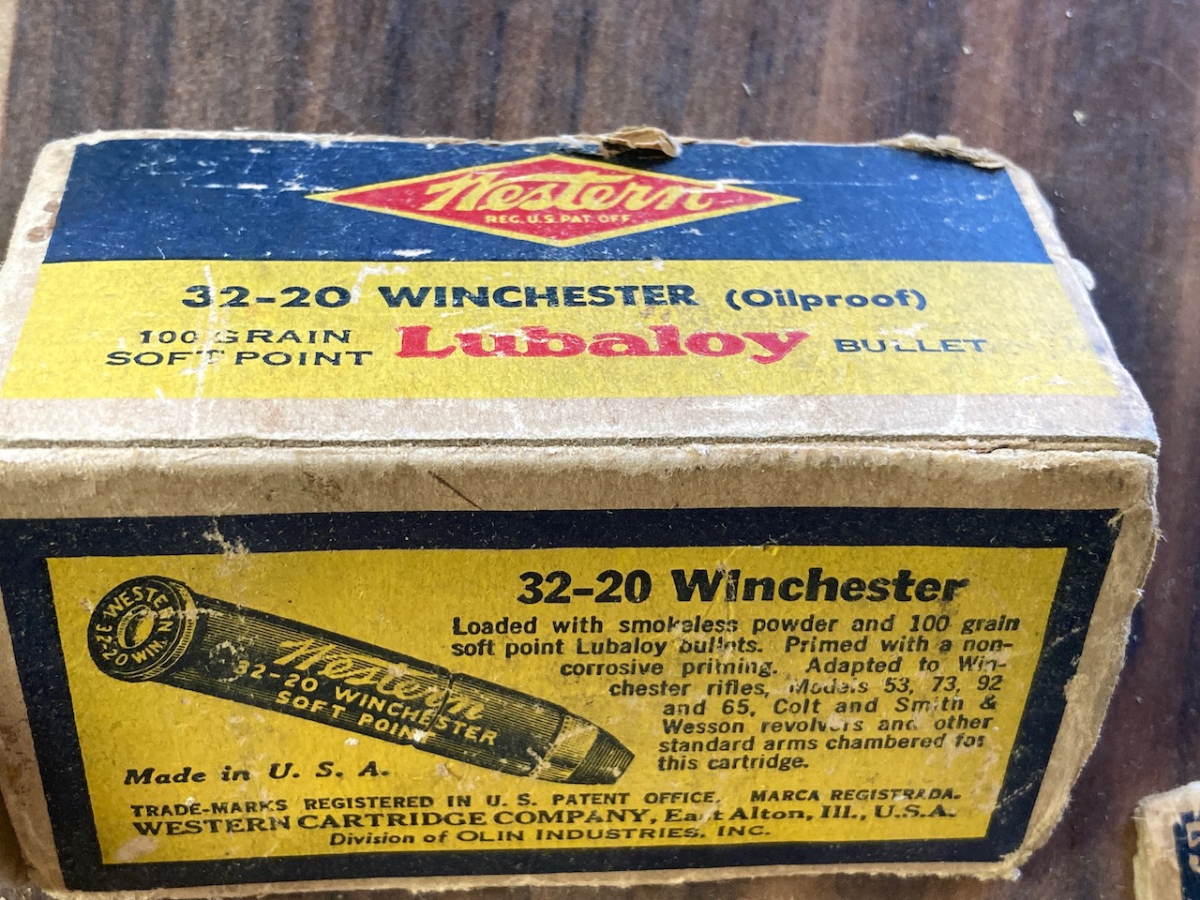 Western
REG. U.S. PAT. OFF.
32-20 WINCHESTER (Oilproof)
100 GRAIN
SOFT POINT
Lubaloy BULLET
32-20 Winchester
Loaded with smokeless powder and 100 grain
soft point Lubaloy bullets. Primed with a non-
corrosive priming. Adapted to Win-
chester rifles, Models 53, 73, 92
and 65, Colt and Smith &
Wesson revolvers and other
standard arms chambered for
this cartridge.
WESTERN
32-20 WIN.
Western
32-20 WINCHESTER
SOFT POINT
Made in U. S. A.
TRADE-MARKS REGISTERED IN U. S. PATENT OFFICE. MARCA REGISTRADA.
WESTERN CARTRIDGE COMPANY, East Alton, Ill., U.S.A.
Division of OLIN INDUSTRIES, INC.